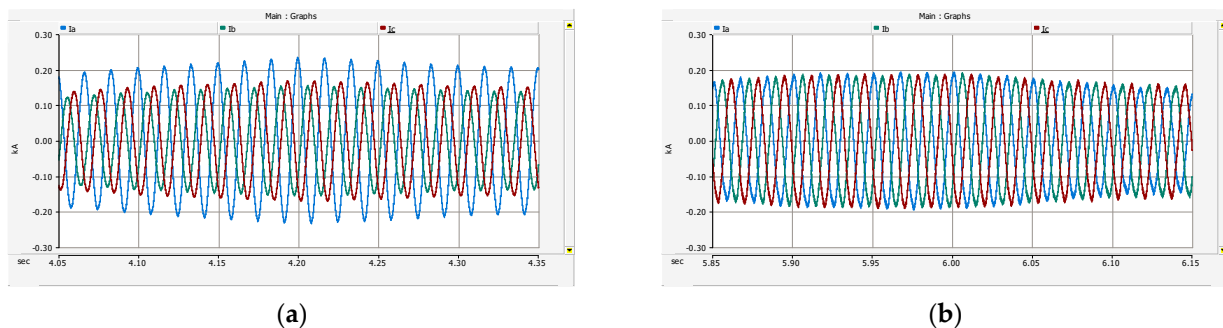 Main : Graphs
Ia Ib Ic
0.30
0.20
0.10
0.00
-0.10
-0.20
-0.30
kA
sec 4.05 4.10 4.15 4.20 4.25 4.30 4.35
(a)
Main : Graphs
Ia Ib Ic
0.30
0.20
0.10
0.00
-0.10
-0.20
-0.30
kA
sec 5.85 5.90 5.95 6.00 6.05 6.10 6.15
(b)